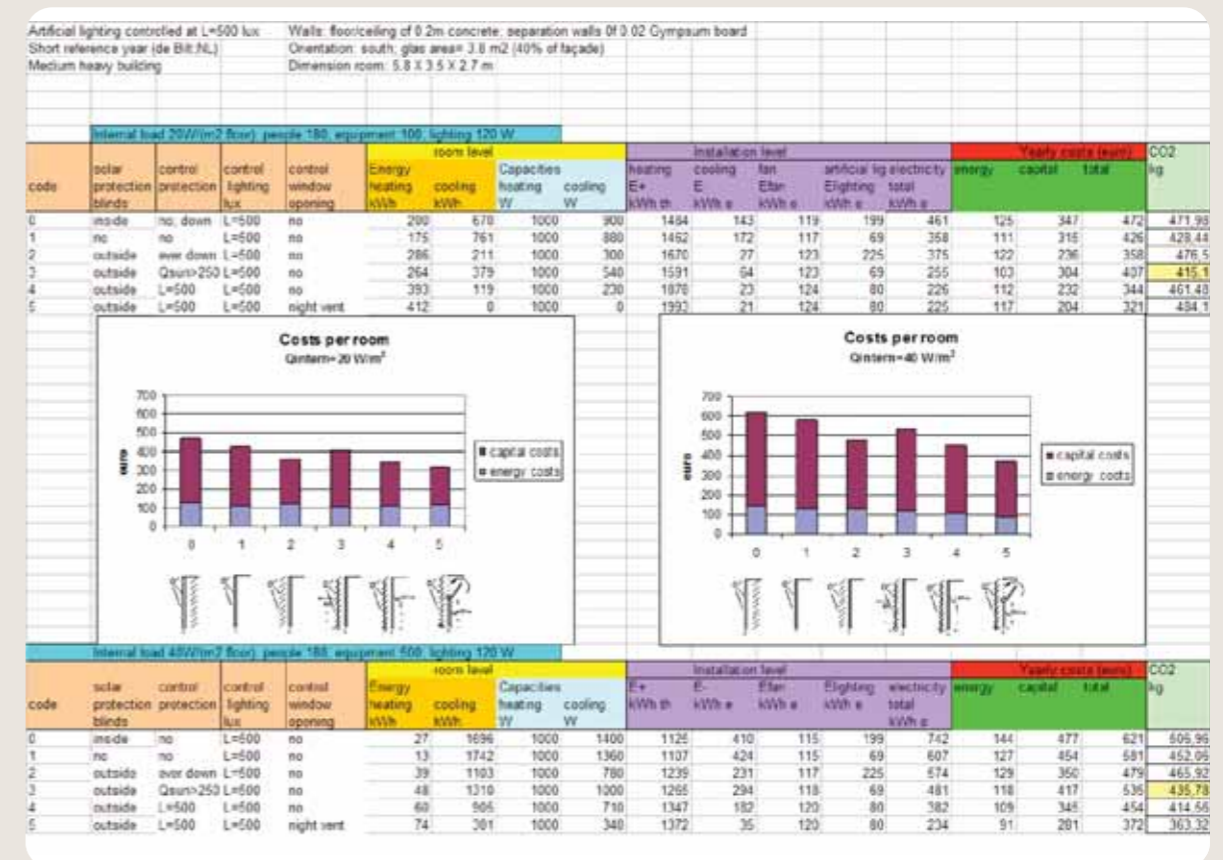 Artificial lighting controlled at L=500 lux Walls: floor/ceiling of 0.2m concrete; separation walls 0f 0.02 Gympsum board
Short reference year (de Bilt;NL) Orientation: south; glas area= 3.8 m2 (40% of façade)
Medium heavy building Dimension room: 5.8 X 3.5 X 2.7 m
Internal load 20W/(m2 floor): people 180, equipment 100; lighting 120 W
room level Installation level Yearly costs (euro) CO2
solar control control control Energy Capacities heating cooling fan artificial lig electricity energy capital total kg
code protection protection lighting window heating cooling heating cooling E+ E Efan Elighting total
blinds lux opening kWh kWh W W kWh th kWh e kWh e kWh e kWh e
0 inside no; down L=500 no 200 670 1000 900 1484 143 119 199 461 125 347 472 471,98
1 no no L=500 no 175 761 1000 880 1462 172 117 69 358 111 315 426 428,44
2 outside ever down L=500 no 286 211 1000 300 1670 27 123 225 375 122 236 358 476,5
3 outside Qsun>250 L=500 no 264 379 1000 540 1591 64 123 69 255 103 304 407 415,1
4 outside L=500 L=500 no 393 119 1000 230 1878 23 124 80 226 112 232 344 461,48
5 outside L=500 L=500 night vent 412 0 1000 0 1993 21 124 80 225 117 204 321 484,1
Costs per room
Qintern=20 W/m²
700
600
500
400
300
200
100
0
euro
0 1 2 3 4 5
capital costs
energy costs
Costs per room
Qintern=40 W/m²
700
600
500
400
300
200
100
0
euro
0 1 2 3 4 5
capital costs
energy costs
Internal load 40W/(m2 floor): people 180, equipment 500; lighting 120 W
room level Installation level Yearly costs (euro) CO2
solar control control control Energy Capacities E+ E- Efan Elighting electricity energy capital total kg
code protection protection lighting window heating cooling heating cooling kWh th kWh e kWh e kWh e total
blinds lux opening kWh kWh W W kWh e
0 inside no L=500 no 27 1696 1000 1400 1125 410 115 199 742 144 477 621 506,96
1 no no L=500 no 13 1742 1000 1360 1107 424 115 69 607 127 454 581 452,06
2 outside ever down L=500 no 39 1103 1000 780 1239 231 117 225 574 129 350 479 465,92
3 outside Qsun>250 L=500 no 48 1310 1000 1000 1265 294 118 69 481 118 417 535 435,78
4 outside L=500 L=500 no 60 905 1000 710 1347 182 120 80 382 109 345 454 414,56
5 outside L=500 L=500 night vent 74 381 1000 340 1372 35 120 80 234 91 281 372 363,32